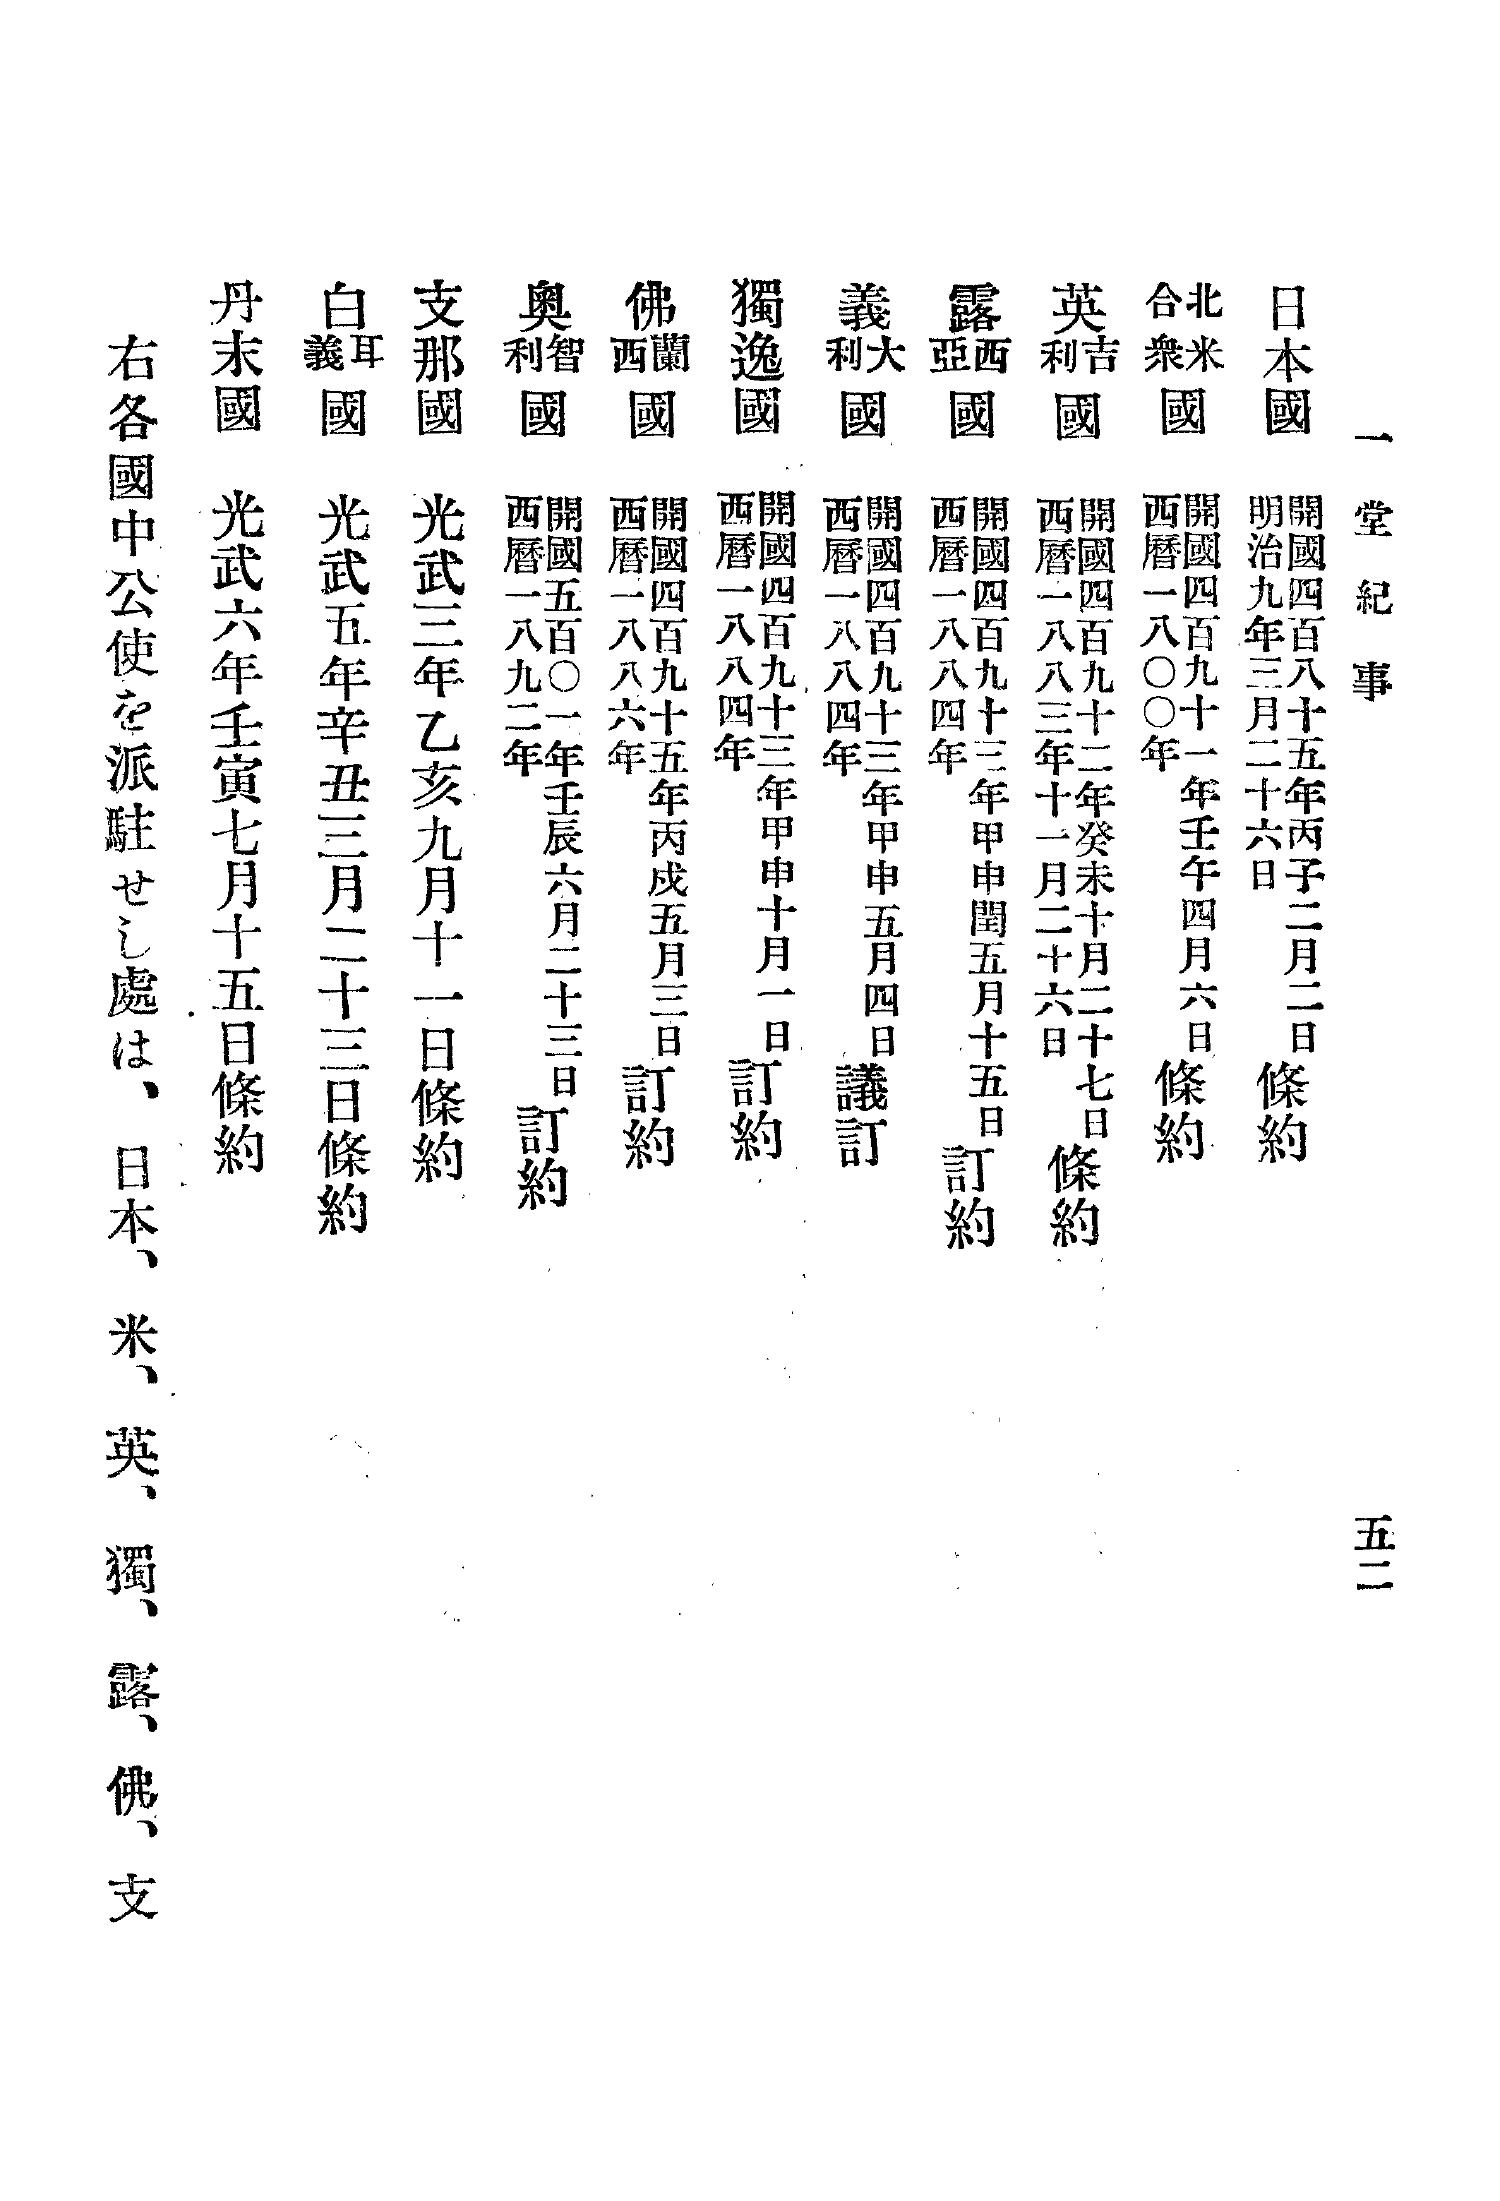 一堂紀事
五二
日本國 開國四百八十五年丙子二月二日 明治九年三月二十六日 條約
北米合衆國 開國四百九十一年壬午四月六日 西曆一八〇〇年 條約
英吉利國 開國四百九十二年癸未十月二十七日 西曆一八八三年十一月二十六日 條約
露西亞國 開國四百九十三年甲申閏五月十五日 西曆一八八四年 訂約
義大利國 開國四百九十三年甲申五月四日 西曆一八八四年 議訂
獨逸國 開國四百九十三年甲申十月一日 西曆一八八四年 訂約
佛蘭西國 開國四百九十五年丙戌五月三日 西曆一八八六年 訂約
奧智利國 開國五百〇一年壬辰六月二十三日 西曆一八九二年 訂約
支那國 光武三年乙亥九月十一日條約
白耳義國 光武五年辛丑三月二十三日條約
丹末國 光武六年壬寅七月十五日條約
右各國中公使を派駐せし處は、日本、米、英、獨、露、佛、支